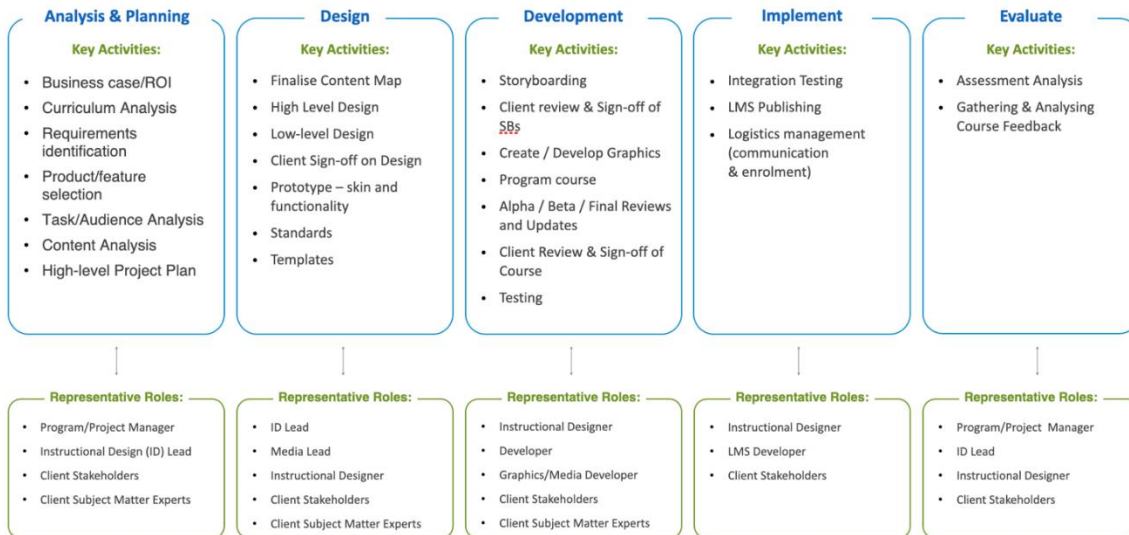 Analysis & Planning
Key Activities:
• Business case/ROI
• Curriculum Analysis
• Requirements
identification
• Product/feature
selection
• Task/Audience Analysis
• Content Analysis
• High-level Project Plan
Representative Roles:
• Program/Project Manager
• Instructional Design (ID) Lead
• Client Stakeholders
• Client Subject Matter Experts
Design
Key Activities:
• Finalise Content Map
• High Level Design
• Low-level Design
• Client Sign-off on Design
• Prototype – skin and
functionality
• Standards
• Templates
Representative Roles:
• ID Lead
• Media Lead
• Instructional Designer
• Client Stakeholders
• Client Subject Matter Experts
Development
Key Activities:
• Storyboarding
• Client review & Sign-off of
SBs
• Create / Develop Graphics
• Program course
• Alpha / Beta / Final Reviews
and Updates
• Client Review & Sign-off of
Course
• Testing
Representative Roles:
• Instructional Designer
• Developer
• Graphics/Media Developer
• Client Stakeholders
• Client Subject Matter Experts
Implement
Key Activities:
• Integration Testing
• LMS Publishing
• Logistics management
(communication
& enrolment)
Representative Roles:
• Instructional Designer
• LMS Developer
• Client Stakeholders
Evaluate
Key Activities:
• Assessment Analysis
• Gathering & Analysing
Course Feedback
Representative Roles:
• Program/Project Manager
• ID Lead
• Instructional Designer
• Client Stakeholders